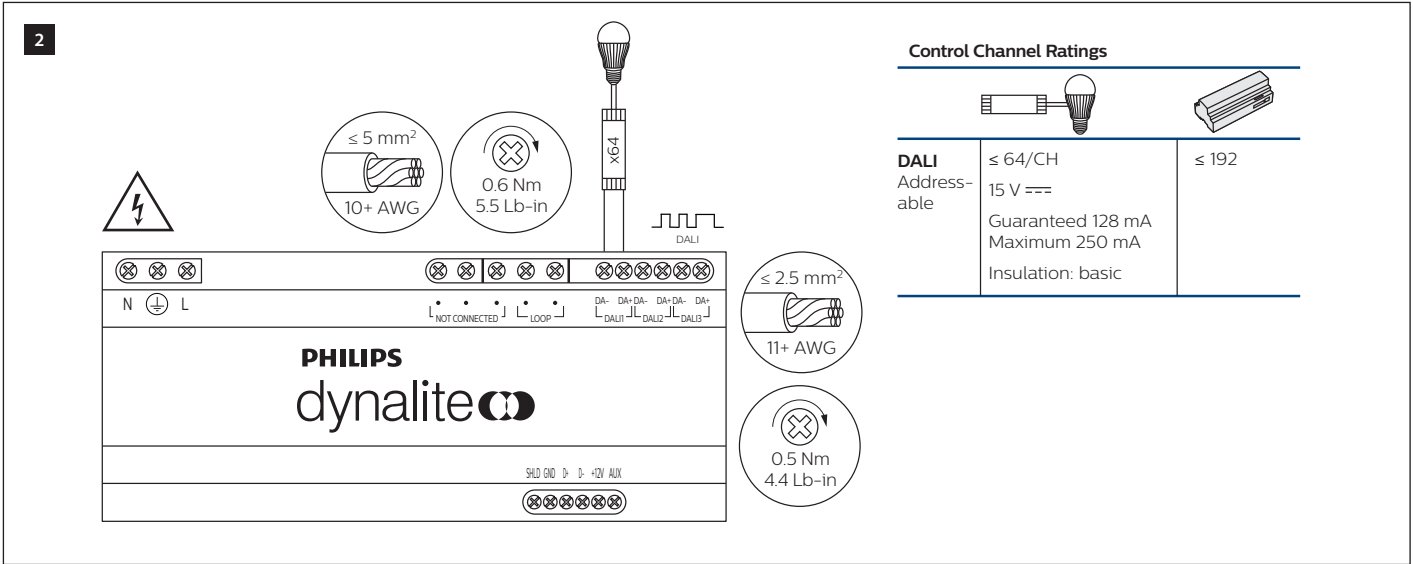 2
≤ 5 mm²
10+ AWG
0.6 Nm
5.5 Lb-in
x64
DALI
N L
NOT CONNECTED LOOP
DA- DA+ DA- DA+ DA- DA+
DALI1 DALI2 DALI3
≤ 2.5 mm²
11+ AWG
0.5 Nm
4.4 Lb-in
PHILIPS
dynalite
SHLD GND D+ D- +12V AUX
Control Channel Ratings
DALI
Address-
able
≤ 64/CH
15 V
Guaranteed 128 mA
Maximum 250 mA
Insulation: basic
≤ 192